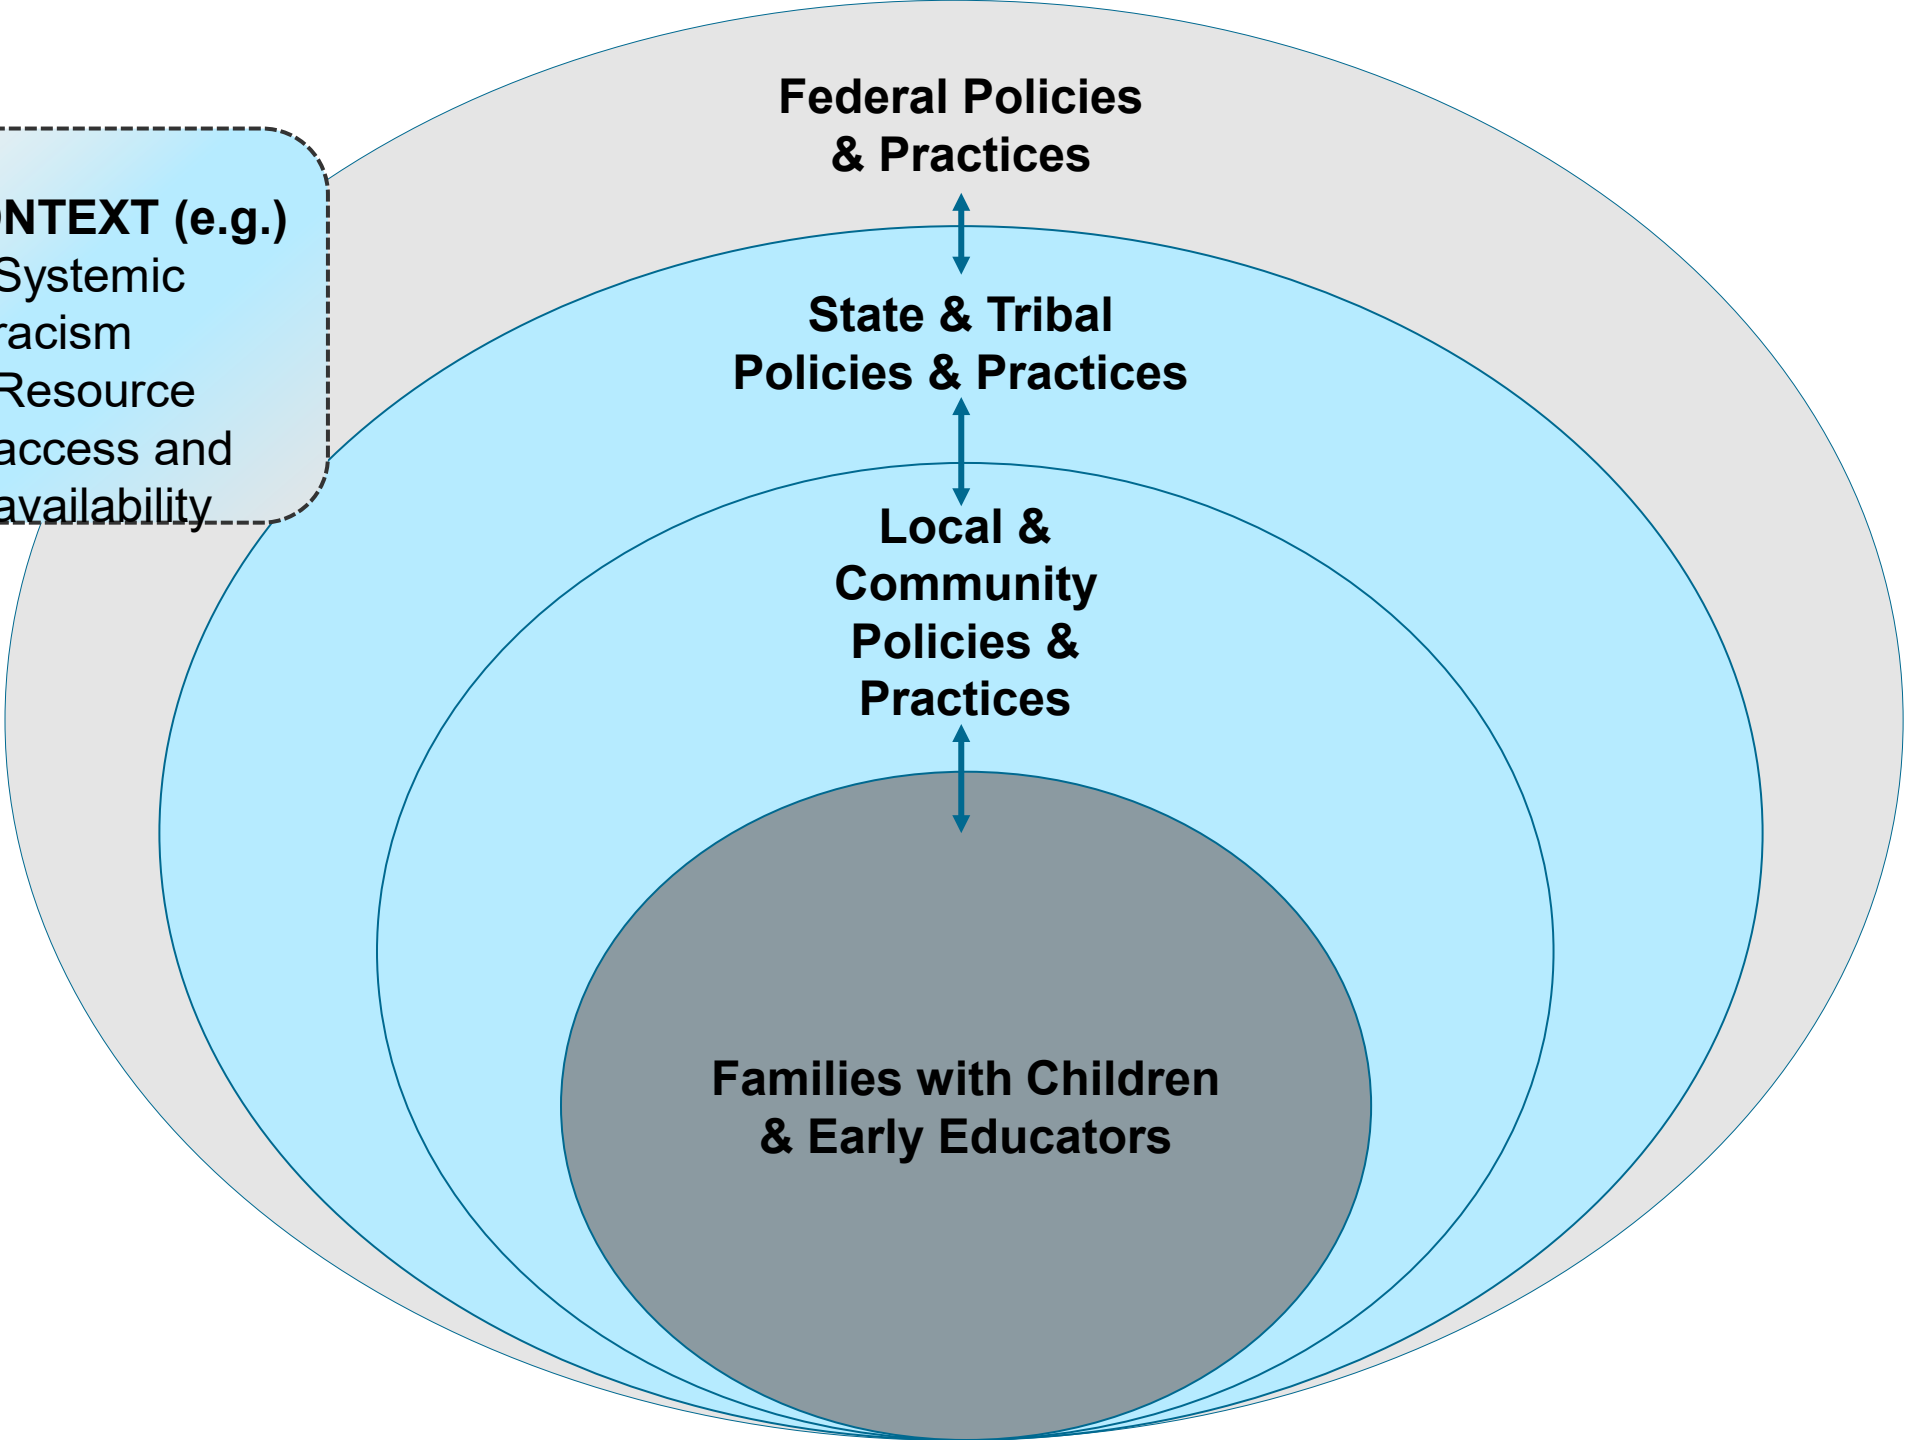 Federal Policies
& Practices
ONTEXT (e.g.)
Systemic
racism
Resource
access and
availability
State & Tribal
Policies & Practices
Local &
Community
Policies &
Practices
Families with Children
& Early Educators